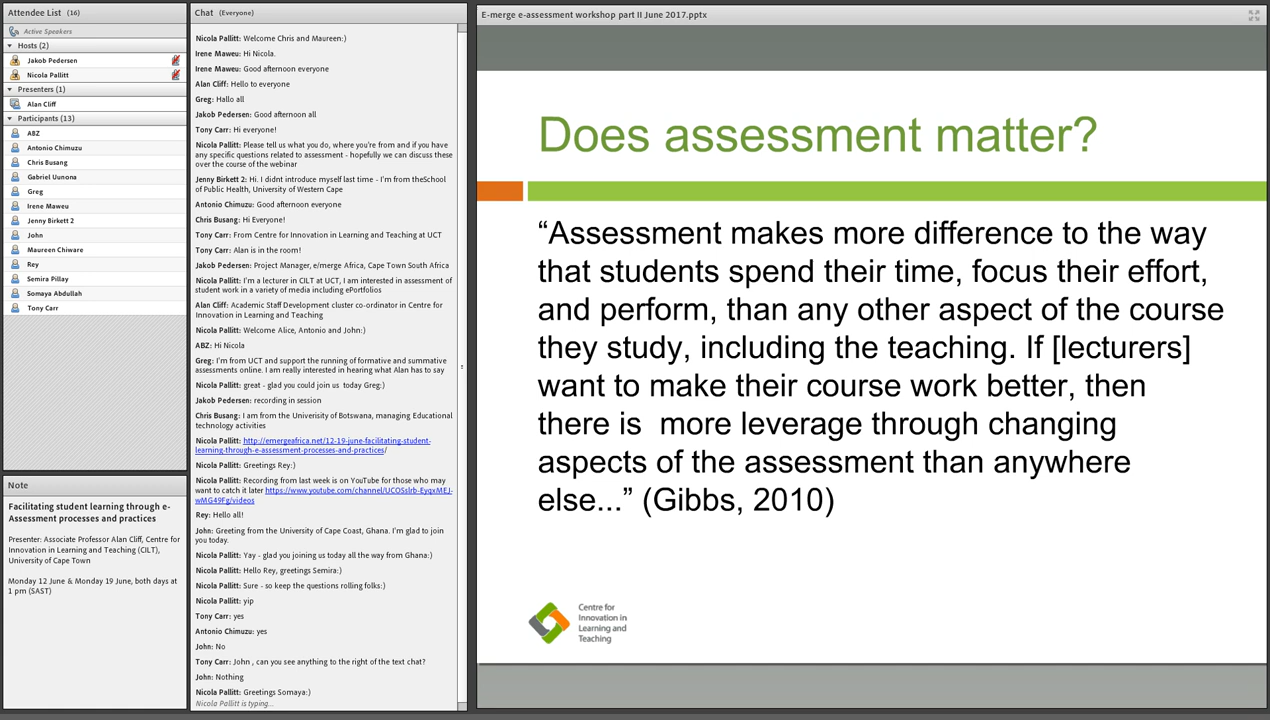 Attendee List (16)
Active Speakers
Hosts (2)
Jakob Pedersen
Nicola Pallitt
Presenters (1)
Alan Cliff
Participants (13)
ABZ
Antonio Chimuzu
Chris Busang
Gabriel Uunona
Greg
Irene Maweu
Jenny Birkett 2
John
Maureen Chiware
Rey
Semira Pillay
Somaya Abdullah
Tony Carr
Note
Facilitating student learning through e-
Assessment processes and practices
Presenter: Associate Professor Alan Cliff, Centre for
Innovation in Learning and Teaching (CILT),
University of Cape Town
Monday 12 June & Monday 19 June, both days at
1 pm (SAST)
Chat (Everyone)
Nicola Pallitt: Welcome Chris and Maureen:)
Irene Maweu: Hi Nicola.
Irene Maweu: Good afternoon everyone
Alan Cliff: Hello to everyone
Greg: Hallo all
Jakob Pedersen: Good afternoon all
Tony Carr: Hi everyone!
Nicola Pallitt: Please tell us what you do, where you're from and if you have
any specific questions related to assessment - hopefully we can discuss these
over the course of the webinar
Jenny Birkett 2: Hi. I didnt introduce myself last time - I'm from theSchool
of Public Health, University of Western Cape
Antonio Chimuzu: Good afternoon everyone
Chris Busang: Hi Everyone!
Tony Carr: From Centre for Innovation in Learning and Teaching at UCT
Tony Carr: Alan is in the room!
Jakob Pedersen: Project Manager, e/merge Africa, Cape Town South Africa
Nicola Pallitt: I'm a lecturer in CILT at UCT, I am interested in assessment of
student work in a variety of media including ePortfolios
Alan Cliff: Academic Staff Development cluster co-ordinator in Centre for
Innovation in Learning and Teaching
Nicola Pallitt: Welcome Alice, Antonio and John:)
ABZ: Hi Nicola
Greg: I'm from UCT and support the running of formative and summative
assessments online. I am really interested in hearing what Alan has to say
Nicola Pallitt: great - glad you could join us today Greg:)
Jakob Pedersen: recording in session
Chris Busang: I am from the Univerisity of Botswana, managing Educational
technology activities
Nicola Pallitt: http://emergeafrica.net/12-19-june-facilitating-student-
learning-through-e-assessment-processes-and-practices/
Nicola Pallitt: Greetings Rey:)
Nicola Pallitt: Recording from last week is on YouTube for those who may
want to catch it later https://www.youtube.com/channel/UCOSslrb-EyqxMEJ-
wMG49Fg/videos
Rey: Hello all!
John: Greeting from the University of Cape Coast, Ghana. I'm glad to join
you today.
Nicola Pallitt: Yay - glad you joining us today all the way from Ghana:)
Nicola Pallitt: Hello Rey, greetings Semira:)
Nicola Pallitt: Sure - so keep the questions rolling folks:)
Nicola Pallitt: yip
Tony Carr: yes
Antonio Chimuzu: yes
John: No
Tony Carr: John , can you see anything to the right of the text chat?
John: Nothing
Nicola Pallitt: Greetings Somaya:)
Nicola Pallitt is typing...
E-merge e-assessment workshop part II June 2017.pptx
Does assessment matter?
“Assessment makes more difference to the way
that students spend their time, focus their effort,
and perform, than any other aspect of the course
they study, including the teaching. If [lecturers]
want to make their course work better, then
there is more leverage through changing
aspects of the assessment than anywhere
else...” (Gibbs, 2010)
Centre for
Innovation in
Learning and
Teaching